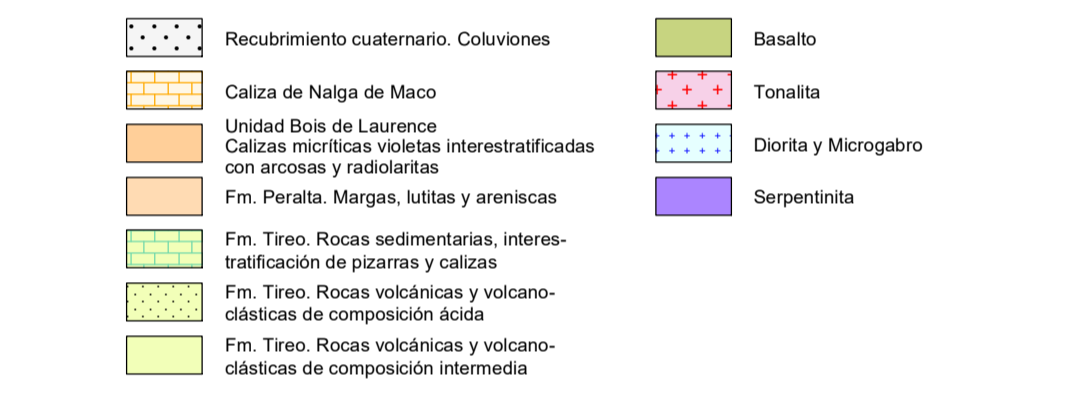 Recubrimiento cuaternario. Coluviones
Caliza de Nalga de Maco
Unidad Bois de Laurence
Calizas micríticas violetas interestratificadas
con arcosas y radiolaritas
Fm. Peralta. Margas, lutitas y areniscas
Fm. Tireo. Rocas sedimentarias, interes-
tratificación de pizarras y calizas
Fm. Tireo. Rocas volcánicas y volcano-
clásticas de composición ácida
Fm. Tireo. Rocas volcánicas y volcano-
clásticas de composición intermedia
Basalto
Tonalita
Diorita y Microgabro
Serpentinita